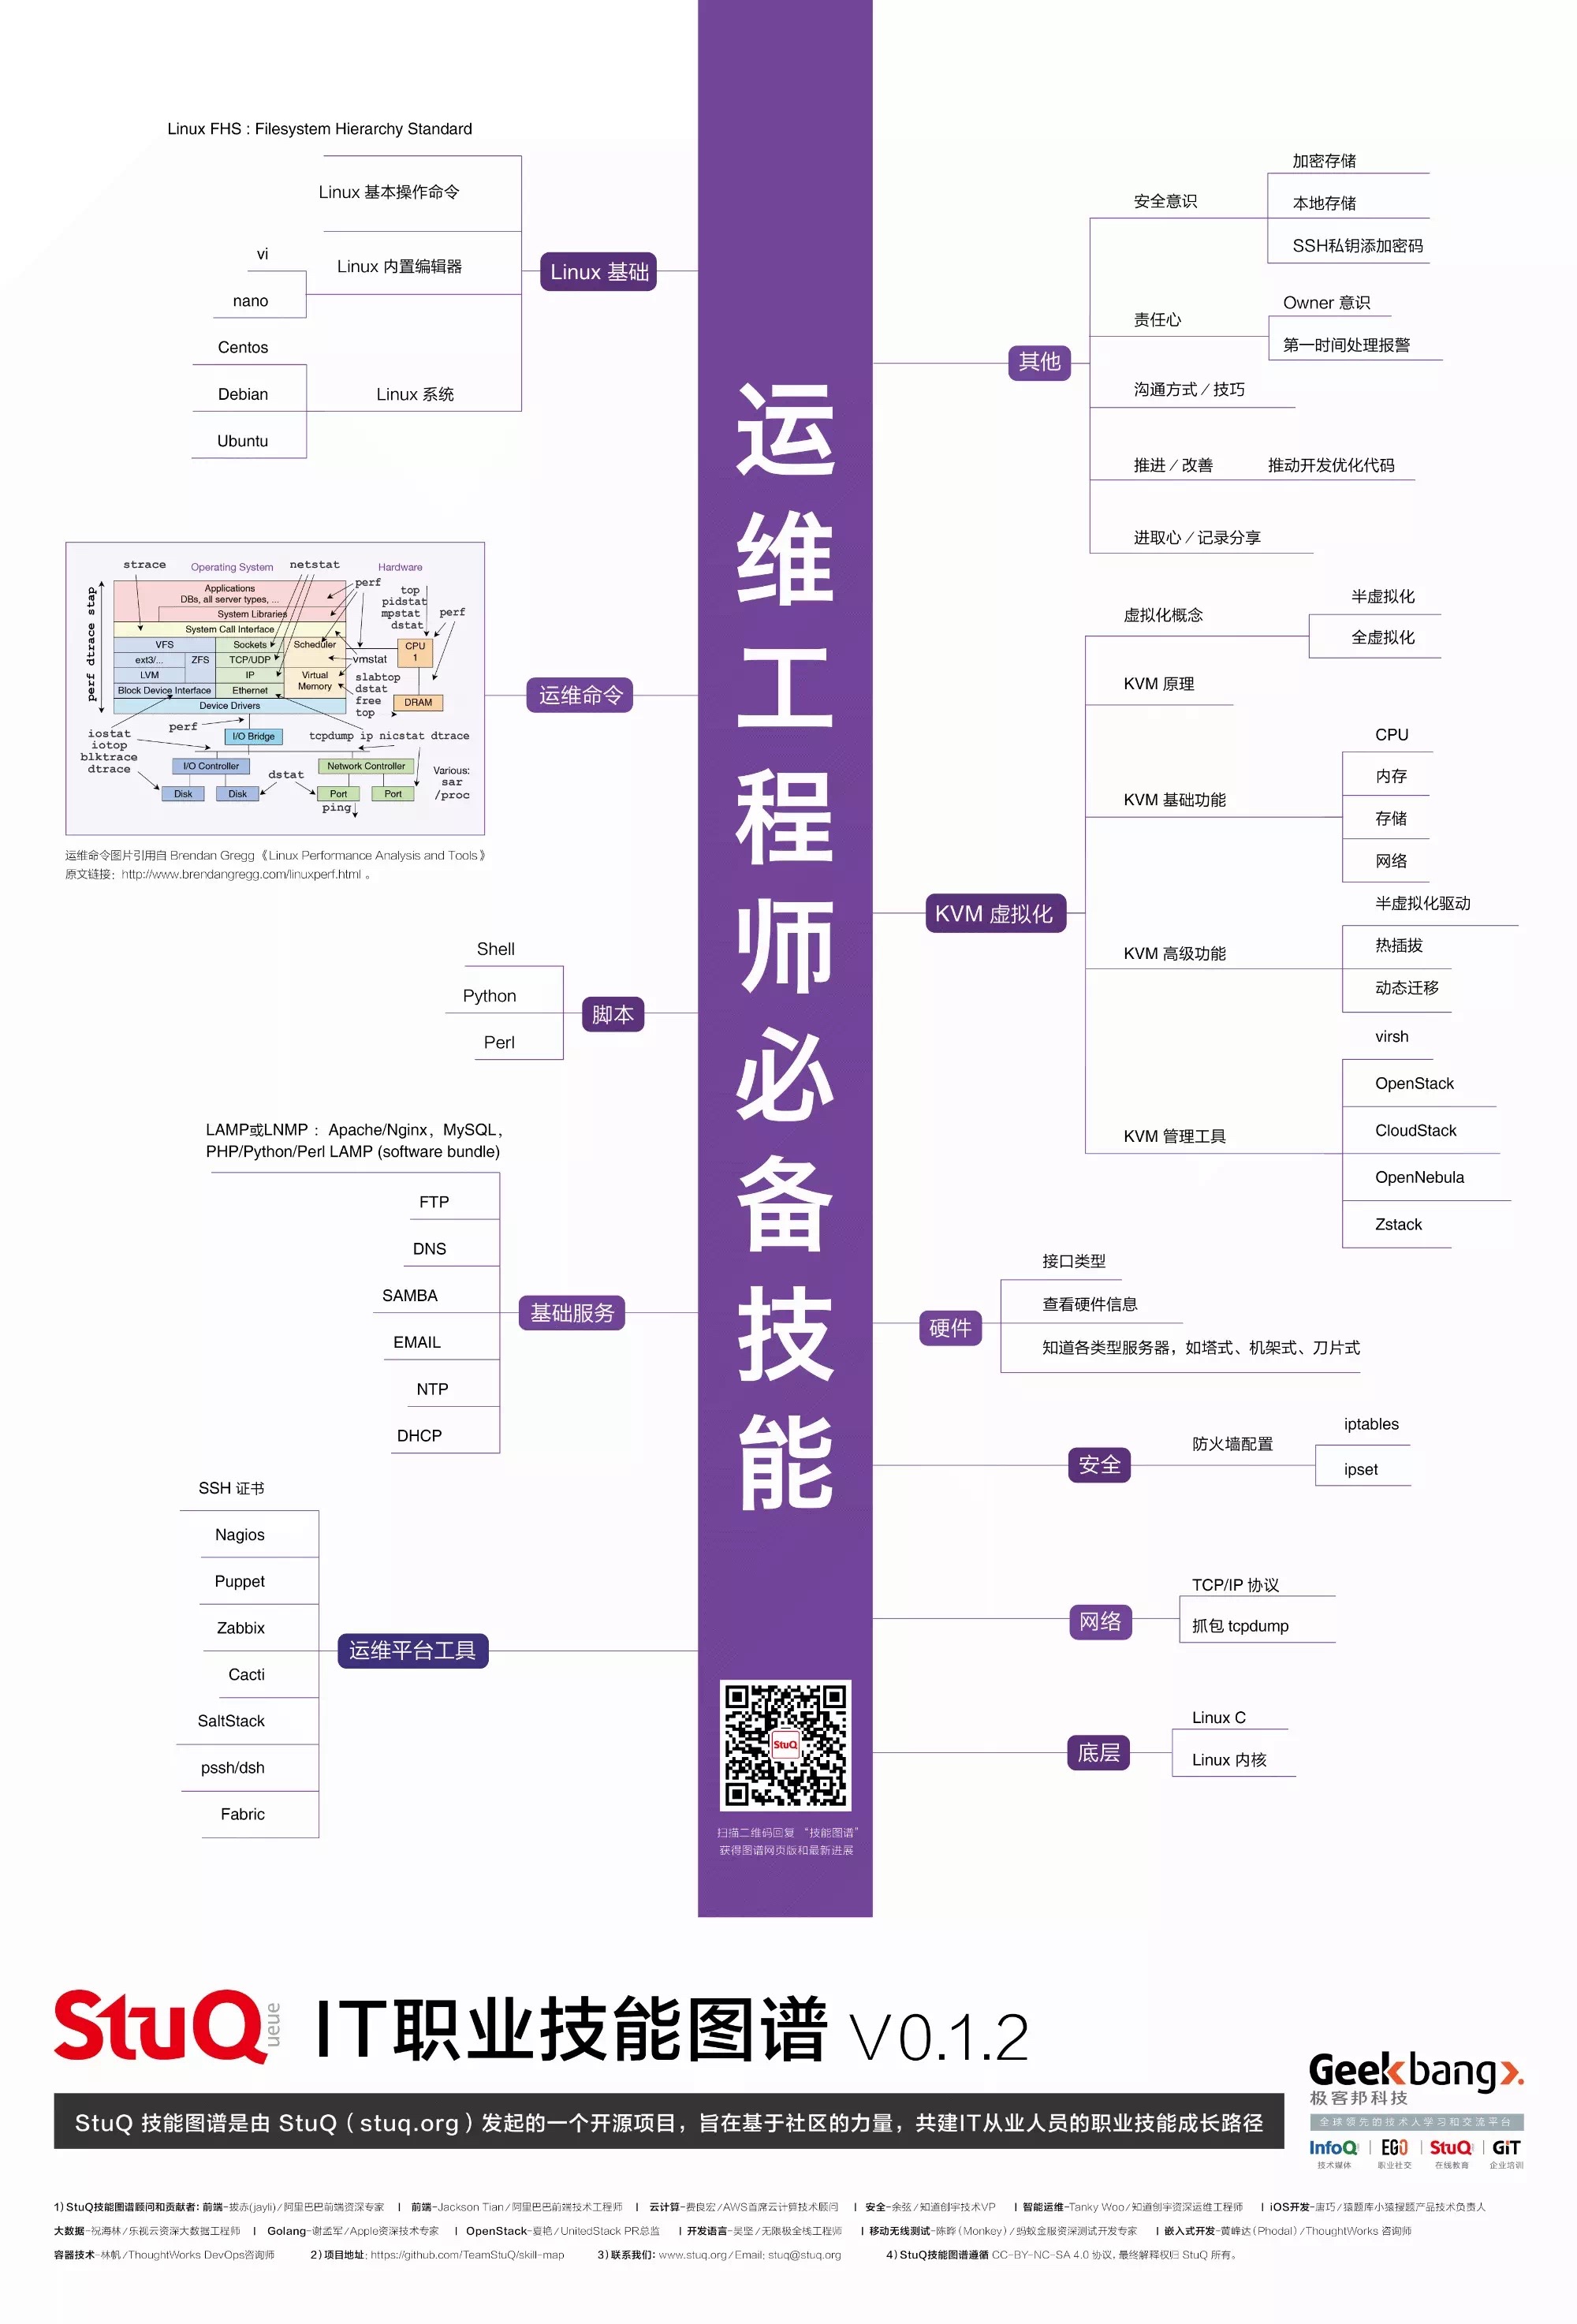 运维工程师必备技能
Linux FHS : Filesystem Hierarchy Standard
Linux 基本操作命令
vi
nano
Linux 内置编辑器
Centos
Debian
Ubuntu
Linux 系统
Linux 基础
strace
Operating System
netstat
Hardware
perf dtrace stap
Applications
DBs, all server types, ...
System Libraries
System Call Interface
VFS
Sockets
Scheduler
ext3/...
ZFS
TCP/UDP
LVM
IP
Virtual
Memory
Block Device Interface
Ethernet
Device Drivers
perf
top
pidstat
mpstat
dstat
perf
CPU
1
vmstat
slabtop
dstat
free
top
DRAM
iostat
iotop
blktrace
dtrace
perf
I/O Bridge
tcpdump ip nicstat dtrace
I/O Controller
Network Controller
Disk
Disk
dstat
Port
Port
ping
Various:
sar
/proc
运维命令
运维命令图片引用自 Brendan Gregg《Linux Performance Analysis and Tools》
原文链接：http://www.brendangregg.com/linuxperf.html 。
Shell
Python
Perl
脚本
LAMP或LNMP ：Apache/Nginx，MySQL，
PHP/Python/Perl LAMP (software bundle)
FTP
DNS
SAMBA
EMAIL
NTP
DHCP
基础服务
SSH 证书
Nagios
Puppet
Zabbix
Cacti
SaltStack
pssh/dsh
Fabric
运维平台工具
其他
安全意识
加密存储
本地存储
SSH私钥添加密码
责任心
Owner 意识
第一时间处理报警
沟通方式／技巧
推进／改善
推动开发优化代码
进取心／记录分享
KVM 虚拟化
虚拟化概念
半虚拟化
全虚拟化
KVM 原理
KVM 基础功能
CPU
内存
存储
网络
KVM 高级功能
半虚拟化驱动
热插拔
动态迁移
KVM 管理工具
virsh
OpenStack
CloudStack
OpenNebula
Zstack
硬件
接口类型
查看硬件信息
知道各类型服务器，如塔式、机架式、刀片式
安全
防火墙配置
iptables
ipset
网络
TCP/IP 协议
抓包 tcpdump
底层
Linux C
Linux 内核
StuQ
扫描二维码回复 “技能图谱”
获得图谱网页版和最新进展
StuQueue IT职业技能图谱 V0.1.2
StuQ 技能图谱是由 StuQ（stuq.org）发起的一个开源项目，旨在基于社区的力量，共建IT从业人员的职业技能成长路径
Geekbang>.
极客邦科技
全球领先的技术人学习和交流平台
InfoQ | EGO | StuQ | GiT
技术媒体 职业社交 在线教育 企业培训
1）StuQ技能图谱顾问和贡献者：前端-拔赤(jayli)/阿里巴巴前端资深专家 | 前端-Jackson Tian/阿里巴巴前端技术工程师 | 云计算-费良宏/AWS首席云计算技术顾问 | 安全-余弦/知道创宇技术VP | 智能运维-Tanky Woo/知道创宇资深运维工程师 | iOS开发-唐巧/猿题库小猿搜题产品技术负责人
大数据-祝海林/乐视云资深大数据工程师 | Golang-谢孟军/Apple资深技术专家 | OpenStack-夏艳/UnitedStack PR总监 | 开发语言-吴坚/无限极全栈工程师 | 移动无线测试-陈晔（Monkey）/蚂蚁金服资深测试开发专家 | 嵌入式开发-黄峰达（Phodal）/ThoughtWorks 咨询师
容器技术-林帆/ThoughtWorks DevOps咨询师 2）项目地址：https://github.com/TeamStuQ/skill-map 3）联系我们：www.stuq.org/Email: stuq@stuq.org 4）StuQ技能图谱遵循 CC-BY-NC-SA 4.0 协议，最终解释权归 StuQ 所有。